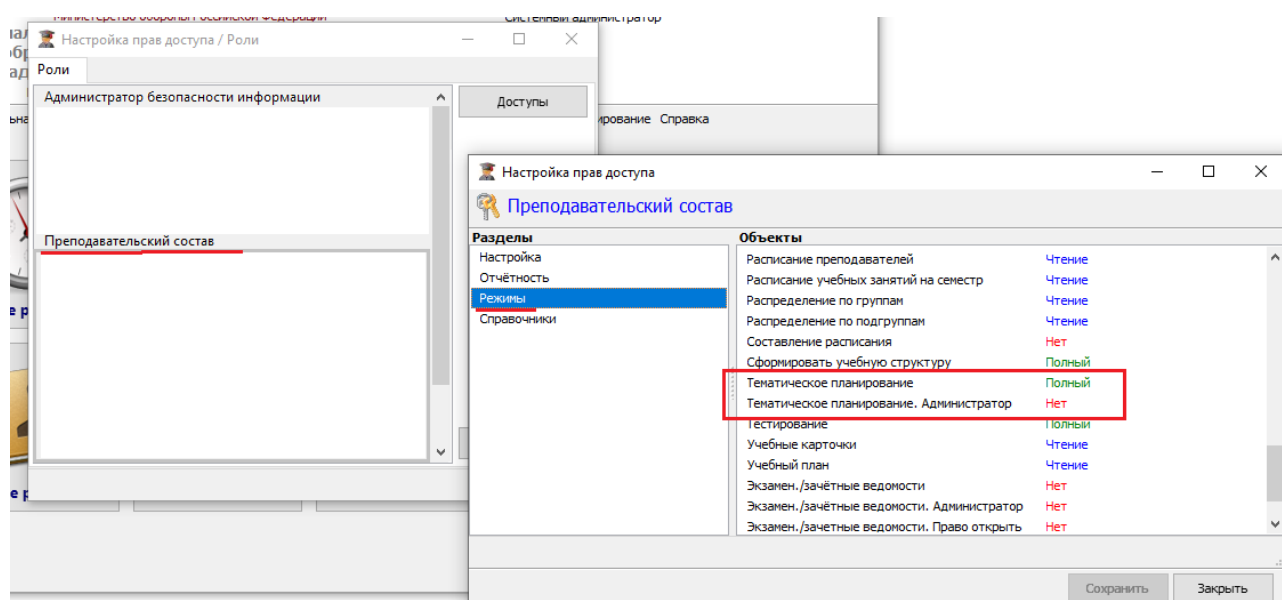 Министерство обороны Российской Федерации
Системный администратор
Настройка прав доступа / Роли
Роли
Администратор безопасности информации
Доступы
Справка
Преподавательский состав
Настройка прав доступа
Преподавательский состав
Разделы
Настройка
Отчётность
Режимы
Справочники
Объекты
Расписание преподавателей Чтение
Расписание учебных занятий на семестр Чтение
Распределение по группам Чтение
Распределение по подгруппам Чтение
Составление расписания Нет
Сформировать учебную структуру Полный
Тематическое планирование Полный
Тематическое планирование. Администратор Нет
Тестирование Полный
Учебные карточки Чтение
Учебный план Чтение
Экзамен./зачётные ведомости Нет
Экзамен./зачётные ведомости. Администратор Нет
Экзамен./зачетные ведомости. Право открыть Нет
Сохранить Закрыть